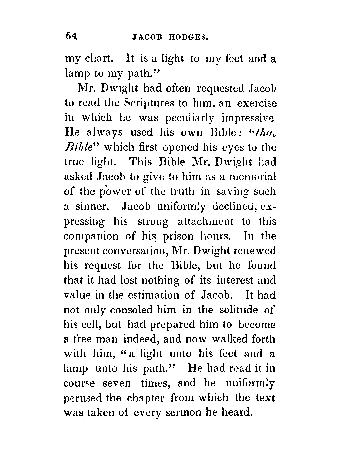 64 JACOB HODGES.
my chart. It is a light to my feet and a
lamp to my path."
Mr. Dwight had often requested Jacob
to read the Scriptures to him, an exercise
in which he was peculiarly impressive.
He always used his own Bible: "the
Bible" which first opened his eyes to the
true light. This Bible Mr. Dwight had
asked Jacob to give to him as a memorial
of the power of the truth in saving such
a sinner. Jacob uniformly declined, ex-
pressing his strong attachment to this
companion of his prison hours. In the
present conversation, Mr. Dwight renewed
his request for the Bible, but he found
that it had lost nothing of its interest and
value in the estimation of Jacob. It had
not only consoled him in the solitude of
his cell, but had prepared him to become
a free man indeed, and now walked forth
with him, "a light unto his feet and a
lamp unto his path." He had read it in
course seven times, and he uniformly
perused the chapter from which the text
was taken of every sermon he heard.